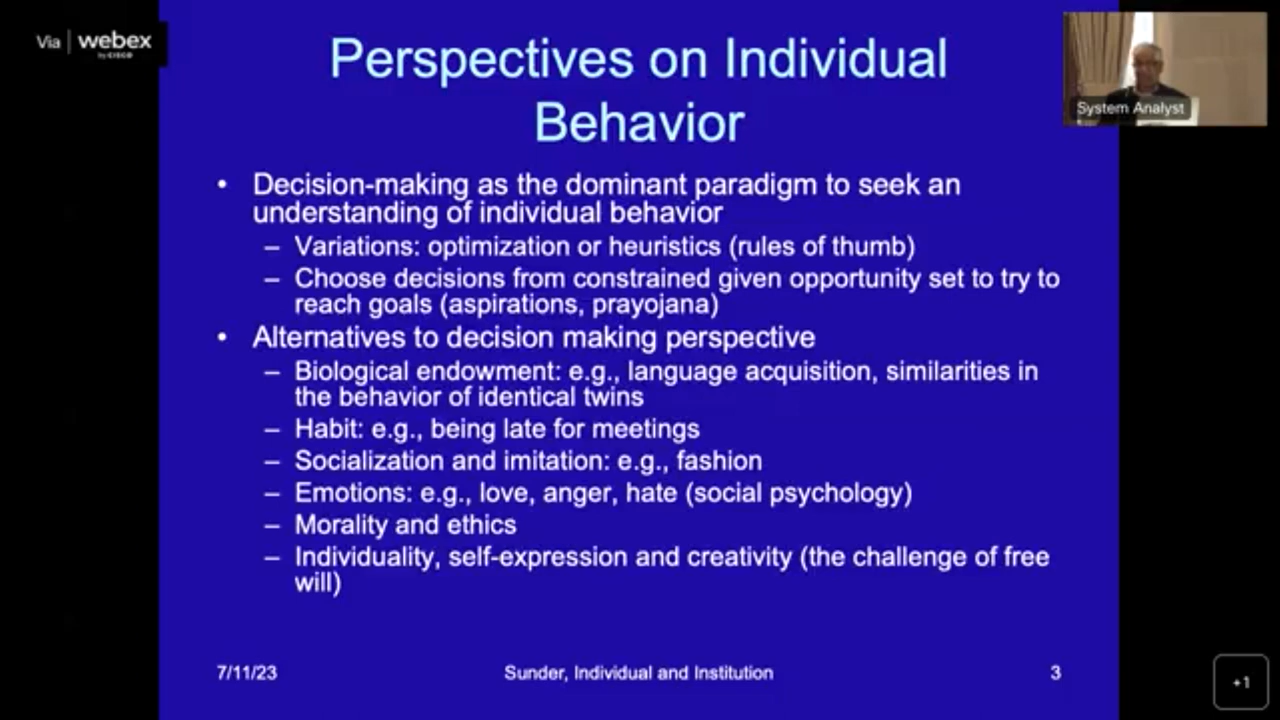 Via | webex
by CISCO
Perspectives on Individual
Behavior
System Analyst
• Decision-making as the dominant paradigm to seek an
understanding of individual behavior
– Variations: optimization or heuristics (rules of thumb)
– Choose decisions from constrained given opportunity set to try to
reach goals (aspirations, prayojana)
• Alternatives to decision making perspective
– Biological endowment: e.g., language acquisition, similarities in
the behavior of identical twins
– Habit: e.g., being late for meetings
– Socialization and imitation: e.g., fashion
– Emotions: e.g., love, anger, hate (social psychology)
– Morality and ethics
– Individuality, self-expression and creativity (the challenge of free
will)
7/11/23
Sunder, Individual and Institution
3
+1